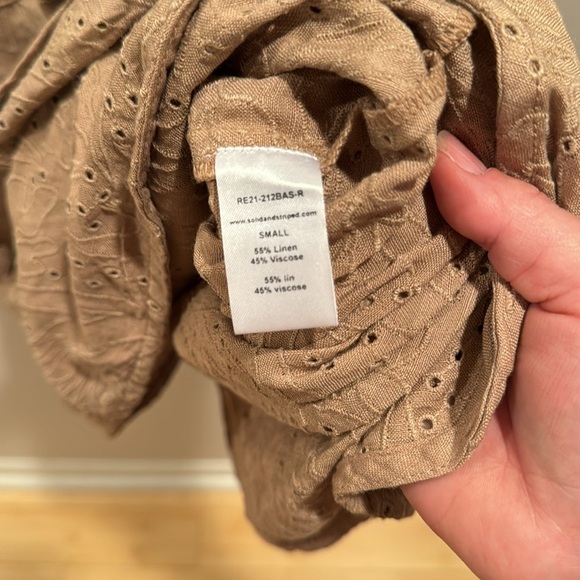 RE21-212BAS-R
www.solidandstriped.com
SMALL
55% Linen
45% Viscose
55% lin
45% viscose